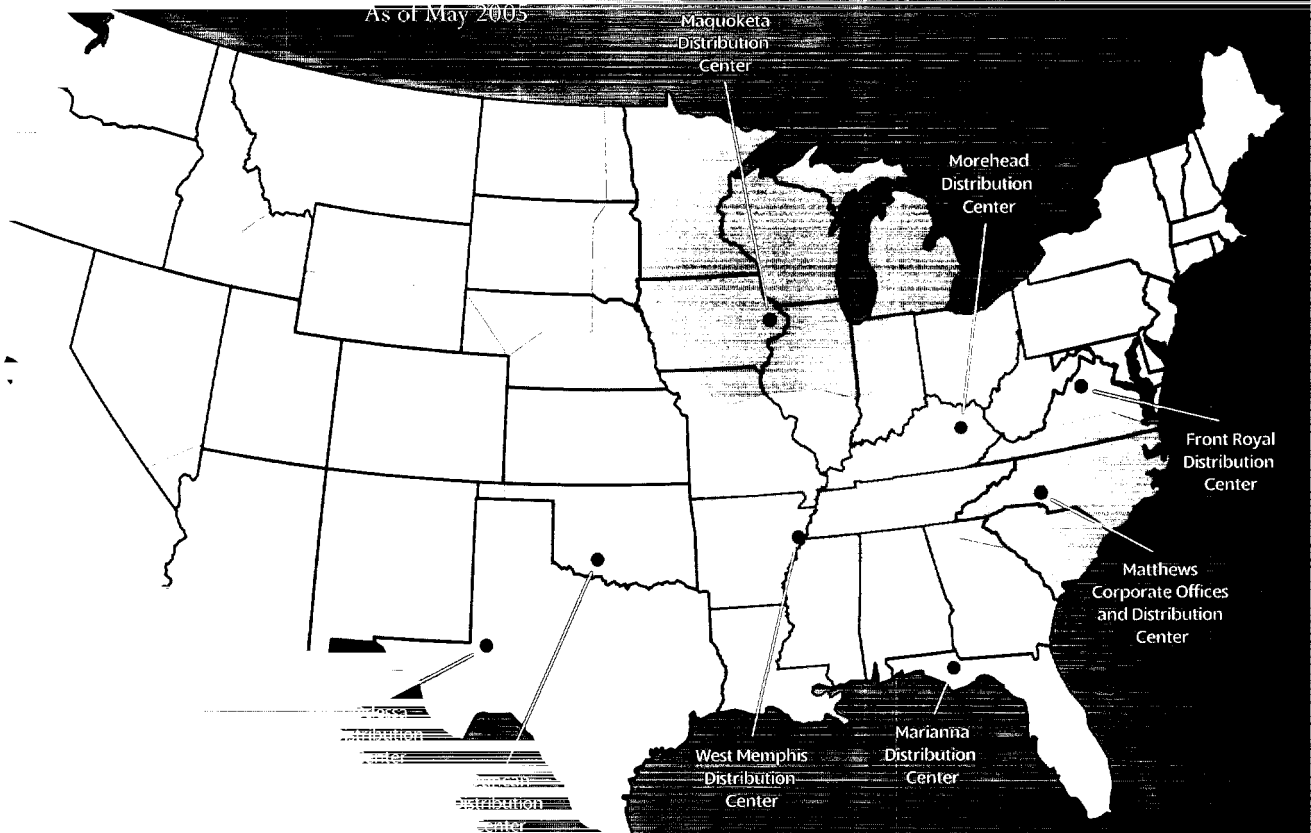 As of May 2005
Maquoketa
Distribution
Center
Morehead
Distribution
Center
Front Royal
Distribution
Center
Matthews
Corporate Offices
and Distribution
Center
Marianna
Distribution
Center
West Memphis
Distribution
Center